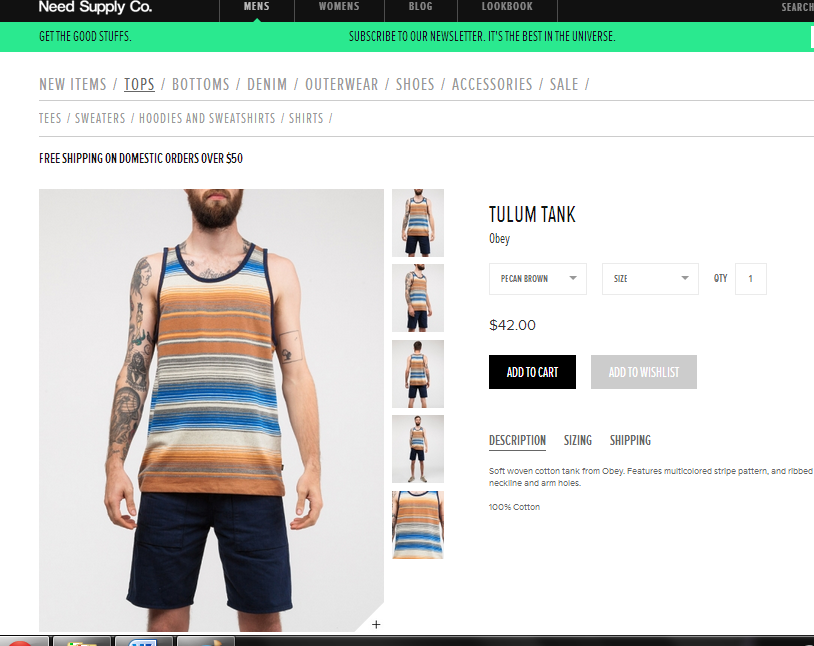 Need Supply Co.
MENS
WOMENS
BLOG
LOOKBOOK
SEARCH
GET THE GOOD STUFFS.
SUBSCRIBE TO OUR NEWSLETTER. IT'S THE BEST IN THE UNIVERSE.
NEW ITEMS / TOPS / BOTTOMS / DENIM / OUTERWEAR / SHOES / ACCESSORIES / SALE /
TEES / SWEATERS / HOODIES AND SWEATSHIRTS / SHIRTS /
FREE SHIPPING ON DOMESTIC ORDERS OVER $50
TULUM TANK
Obey
PECAN BROWN
SIZE
QTY
1
$42.00
ADD TO CART
ADD TO WISHLIST
DESCRIPTION
SIZING
SHIPPING
Soft woven cotton tank from Obey. Features multicolored stripe pattern, and ribbed
neckline and arm holes.
100% Cotton
+